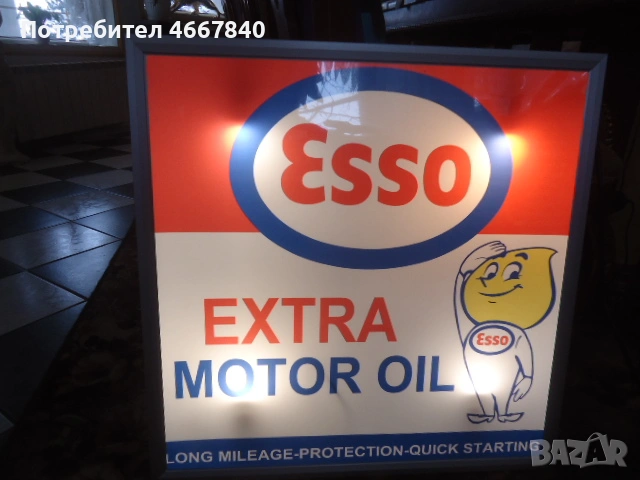 Потребител 4667840
Esso
EXTRA
MOTOR OIL
Esso
LONG MILEAGE-PROTECTION-QUICK STARTING
BAZAR